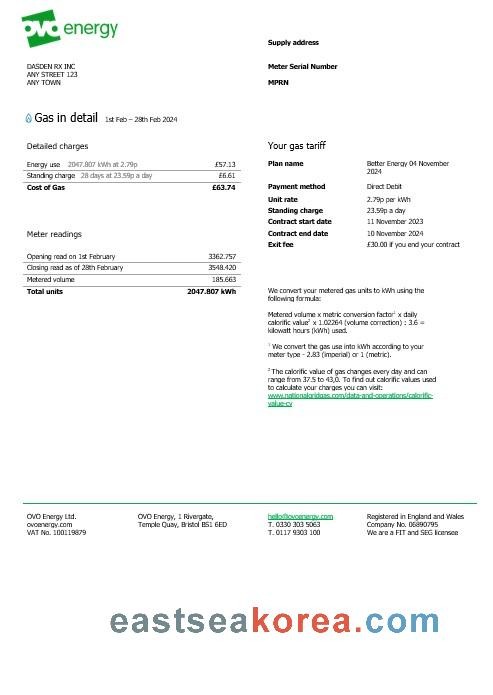 ovo energy
Supply address
DASDEN RX INC
ANY STREET 123
ANY TOWN
Meter Serial Number
MPRN
Gas in detail 1st Feb – 28th Feb 2024
Detailed charges
Energy use 2047.807 kWh at 2.79p £57.13
Standing charge 28 days at 23.59p a day £6.61
Cost of Gas £63.74
Meter readings
Opening read on 1st February 3362.757
Closing read as of 28th February 3548.420
Metered volume 185.663
Total units 2047.807 kWh
Your gas tariff
Plan name Better Energy 04 November
2024
Payment method Direct Debit
Unit rate 2.79p per kWh
Standing charge 23.59p a day
Contract start date 11 November 2023
Contract end date 10 November 2024
Exit fee £30.00 if you end your contract
We convert your metered gas units to kWh using the
following formula:
Metered volume x metric conversion factor¹ x daily
calorific value² x 1.02264 (volume correction) : 3.6 =
kilowatt hours (kWh) used.
¹ We convert the gas use into kWh according to your
meter type - 2.83 (imperial) or 1 (metric).
² The calorific value of gas changes every day and can
range from 37.5 to 43,0. To find out calorific values used
to calculate your charges you can visit:
www.nationalgridgas.com/data-and-operations/calorific-
value-cv
OVO Energy Ltd.
ovoenergy.com
VAT No. 100119879
OVO Energy, 1 Rivergate,
Temple Quay, Bristol BS1 6ED
hello@ovoenergy.com
T. 0330 303 5063
T. 0117 9303 100
Registered in England and Wales
Company No. 06890795
We are a FIT and SEG licensee
eastseakorea.com